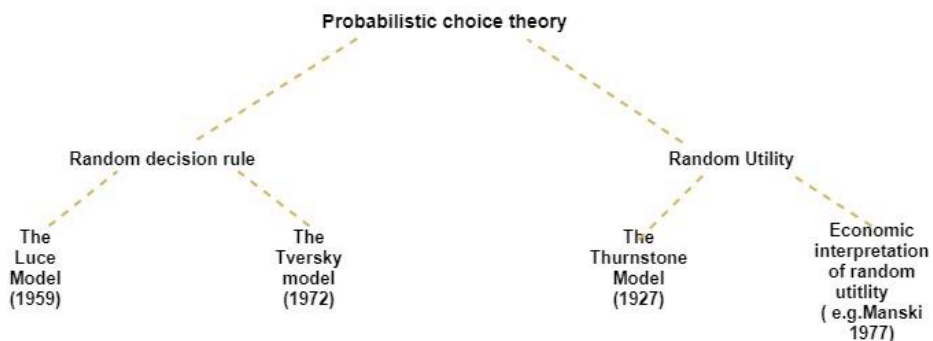 Probabilistic choice theory
Random decision rule
Random Utility
The
Luce
Model
(1959)
The
Tversky
model
(1972)
The
Thurnstone
Model
(1927)
Economic
interpretation
of random
utitlity
( e.g.Manski
1977)